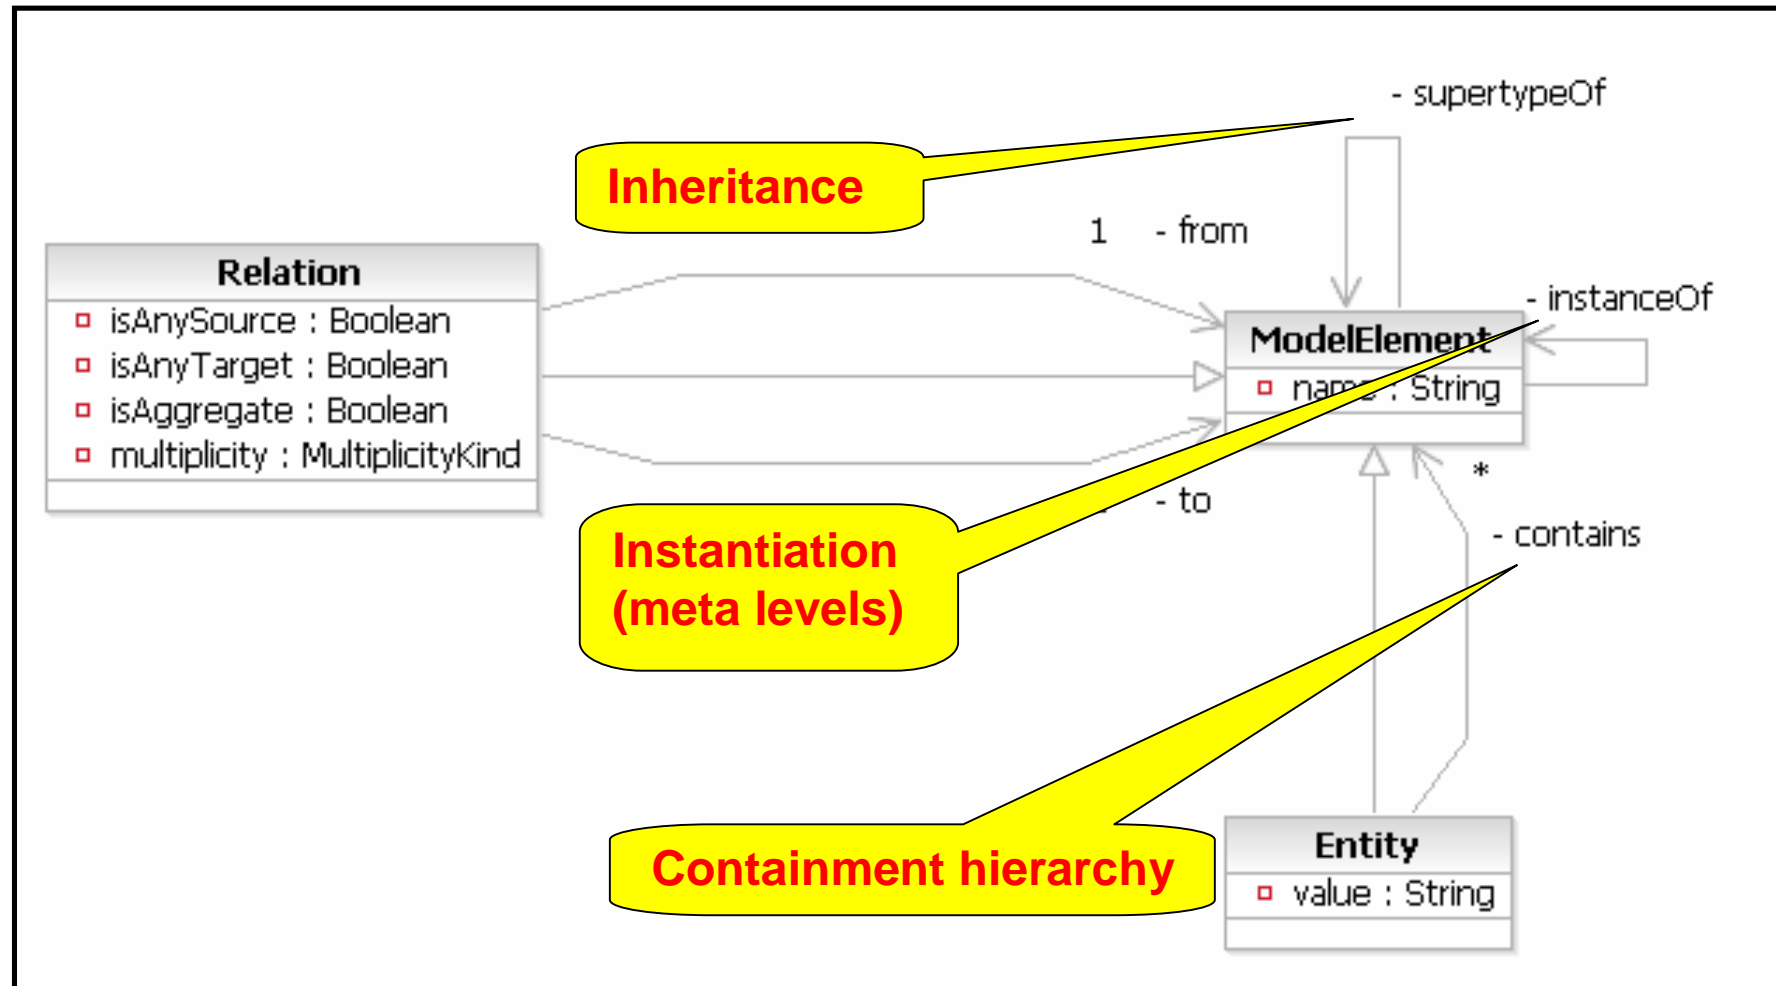 - supertypeOf
Inheritance
1 - from
Relation
isAnySource : Boolean
isAnyTarget : Boolean
isAggregate : Boolean
multiplicity : MultiplicityKind
- instanceOf
ModelElement
name : String
*
- to
- contains
Instantiation
(meta levels)
Containment hierarchy
Entity
value : String